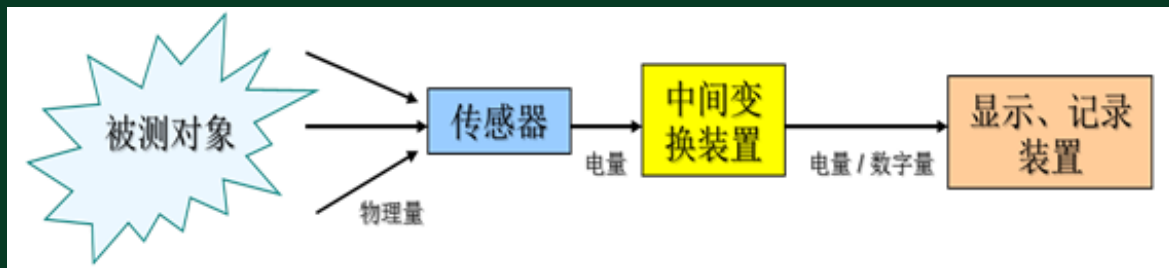 被测对象
物理量
传感器
电量
中间变
换装置
电量 / 数字量
显示、记录
装置